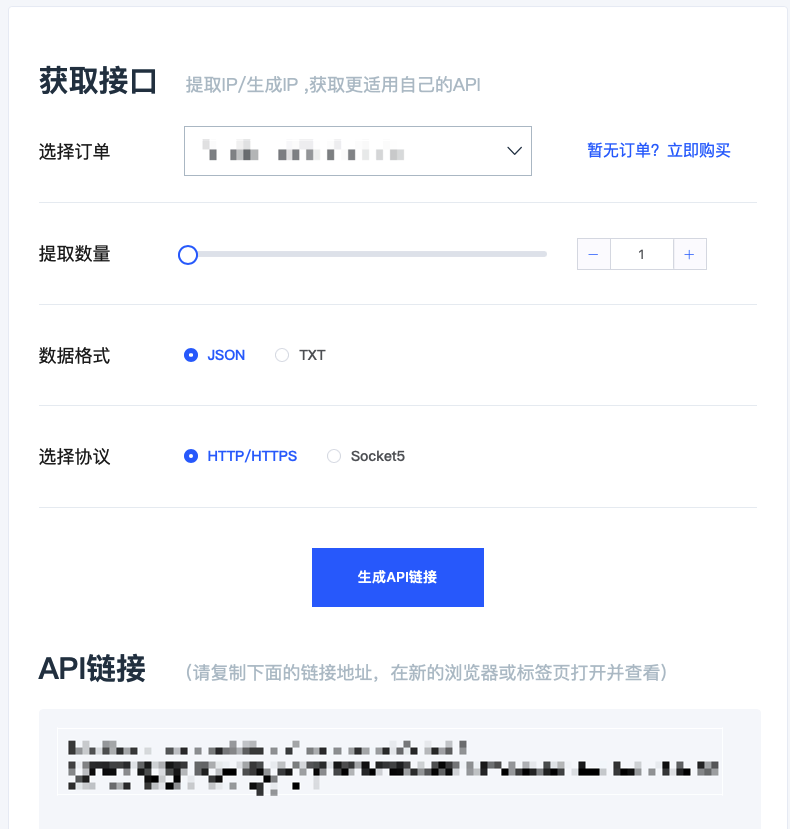 获取接口 提取IP/生成IP ,获取更适用自己的API
选择订单 暂无订单？立即购买
提取数量 − 1 +
数据格式 JSON TXT
选择协议 HTTP/HTTPS Socket5
生成API链接
API链接 （请复制下面的链接地址，在新的浏览器或标签页打开并查看）